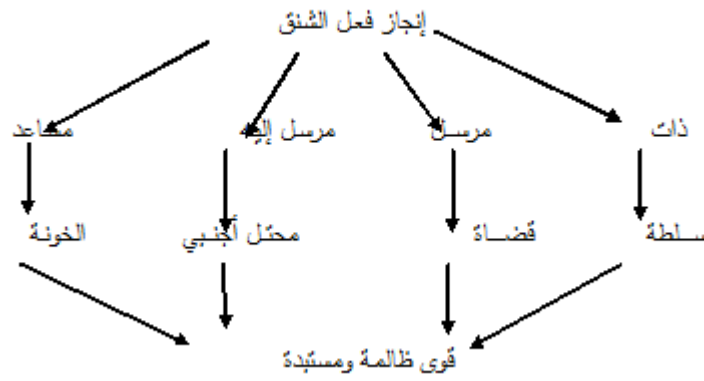 إنجاز فعل الشنق
ذات مرسل مرسل إليه مساعد
سلطة قضاة محتل أجنبي الخونة
قوى ظالمة ومستبدة